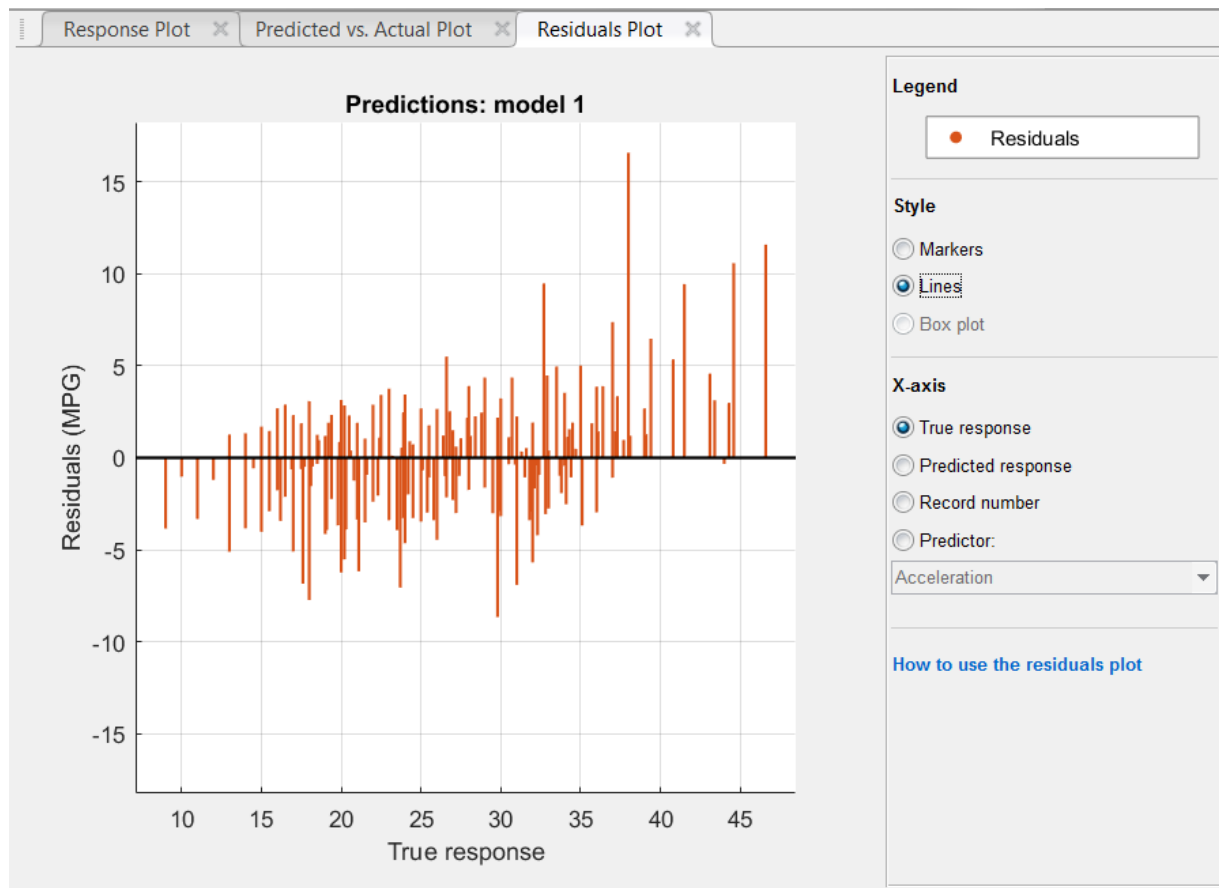 Response Plot
Predicted vs. Actual Plot
Residuals Plot
Predictions: model 1
15
10
5
0
-5
-10
-15
Residuals (MPG)
10 15 20 25 30 35 40 45
True response
Legend
Residuals
Style
Markers
Lines
Box plot
X-axis
True response
Predicted response
Record number
Predictor:
Acceleration
How to use the residuals plot